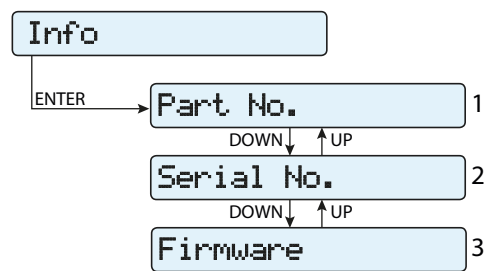 Info
ENTER
Part No. 1
DOWN UP
Serial No. 2
DOWN UP
Firmware 3